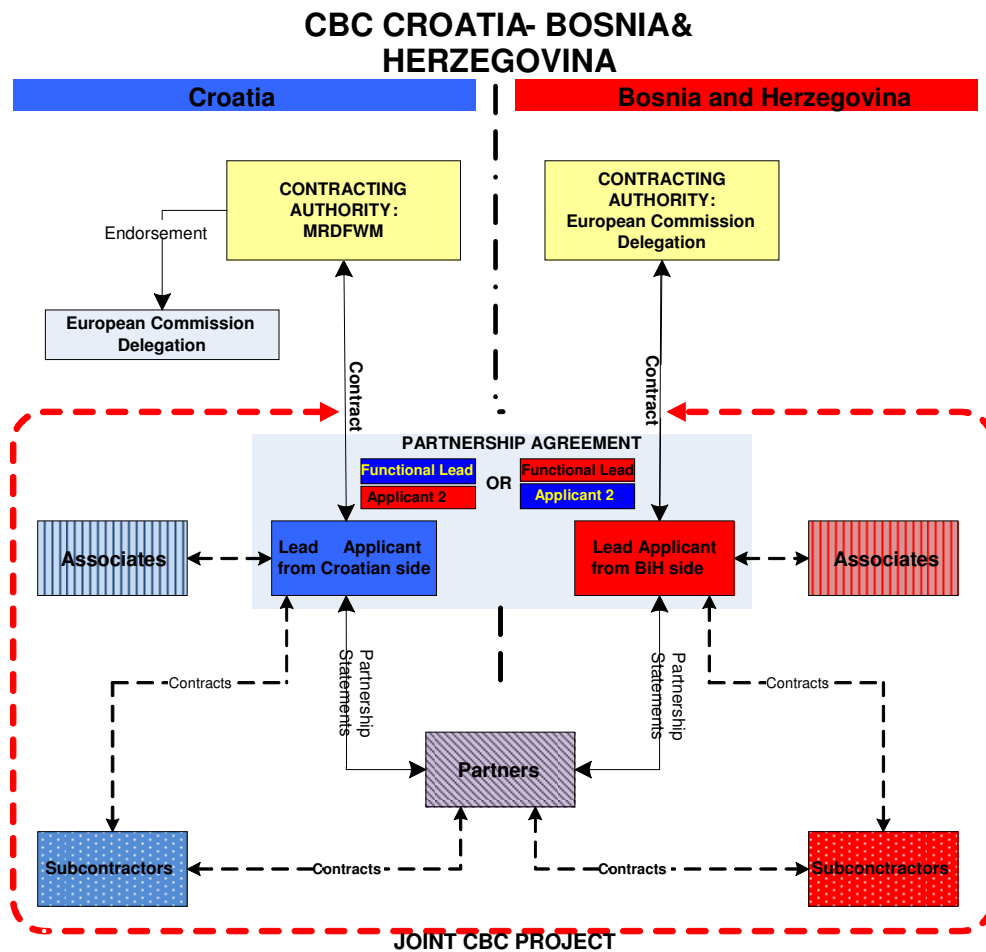 CBC CROATIA- BOSNIA&
HERZEGOVINA
Croatia
Bosnia and Herzegovina
CONTRACTING
AUTHORITY:
MRDFWM
CONTRACTING
AUTHORITY:
European Commission
Delegation
Endorsement
European Commission
Delegation
Contract
Contract
PARTNERSHIP AGREEMENT
Functional Lead
Applicant 2
OR
Functional Lead
Applicant 2
Associates
Lead Applicant
from Croatian side
Lead Applicant
from BiH side
Associates
Partnership
Statements
Partnership
Statements
Contracts
Contracts
Partners
Subcontractors
Contracts
Contracts
Subconctractors
JOINT CBC PROJECT